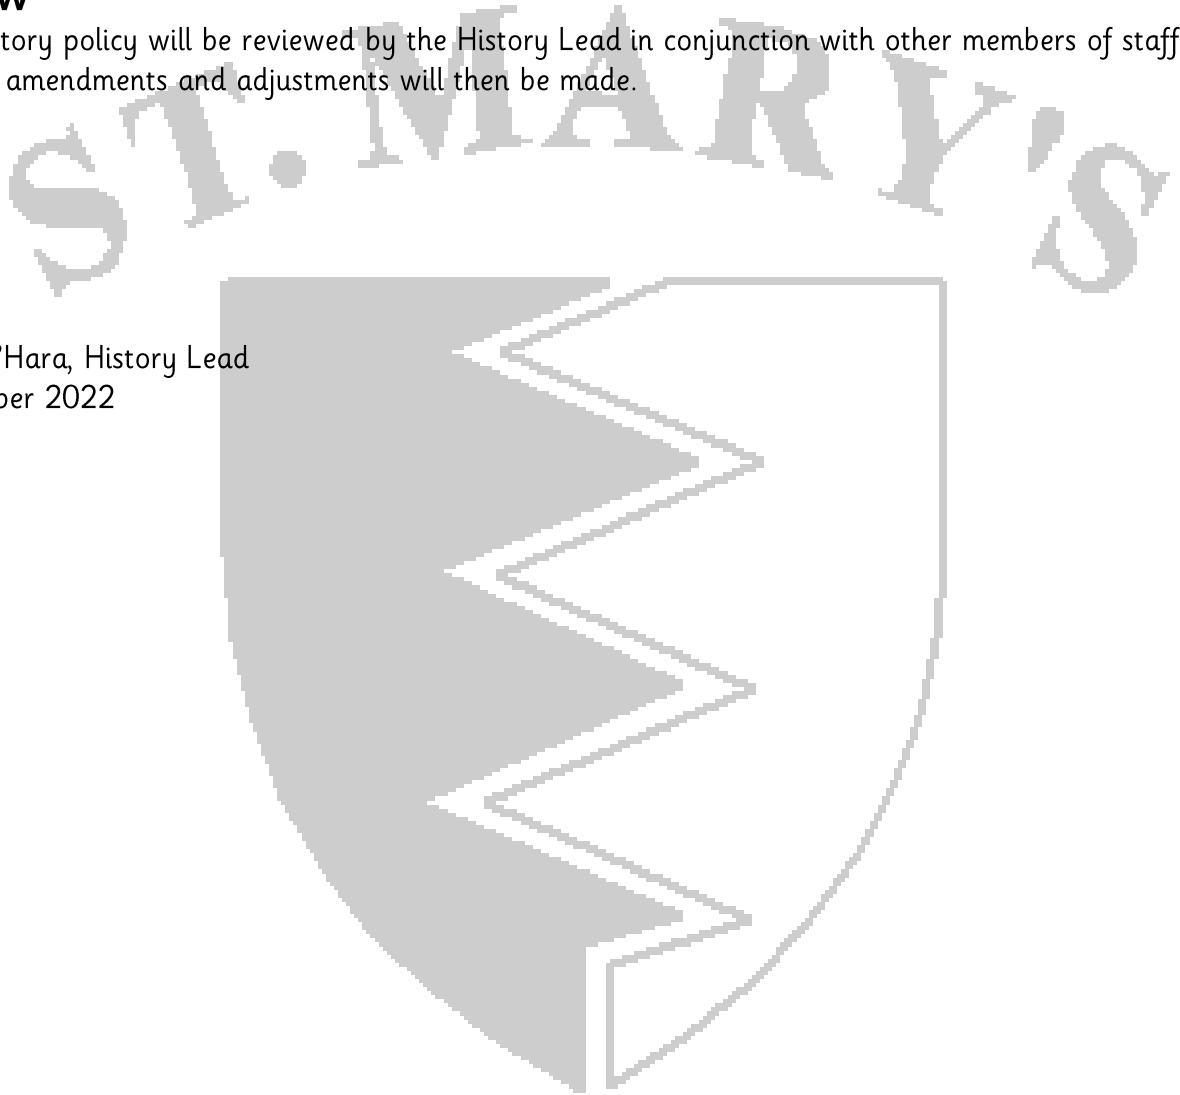 w
tory policy will be reviewed by the History Lead in conjunction with other members of staff
amendments and adjustments will then be made.
ST. MARY'S
'Hara, History Lead
ber 2022